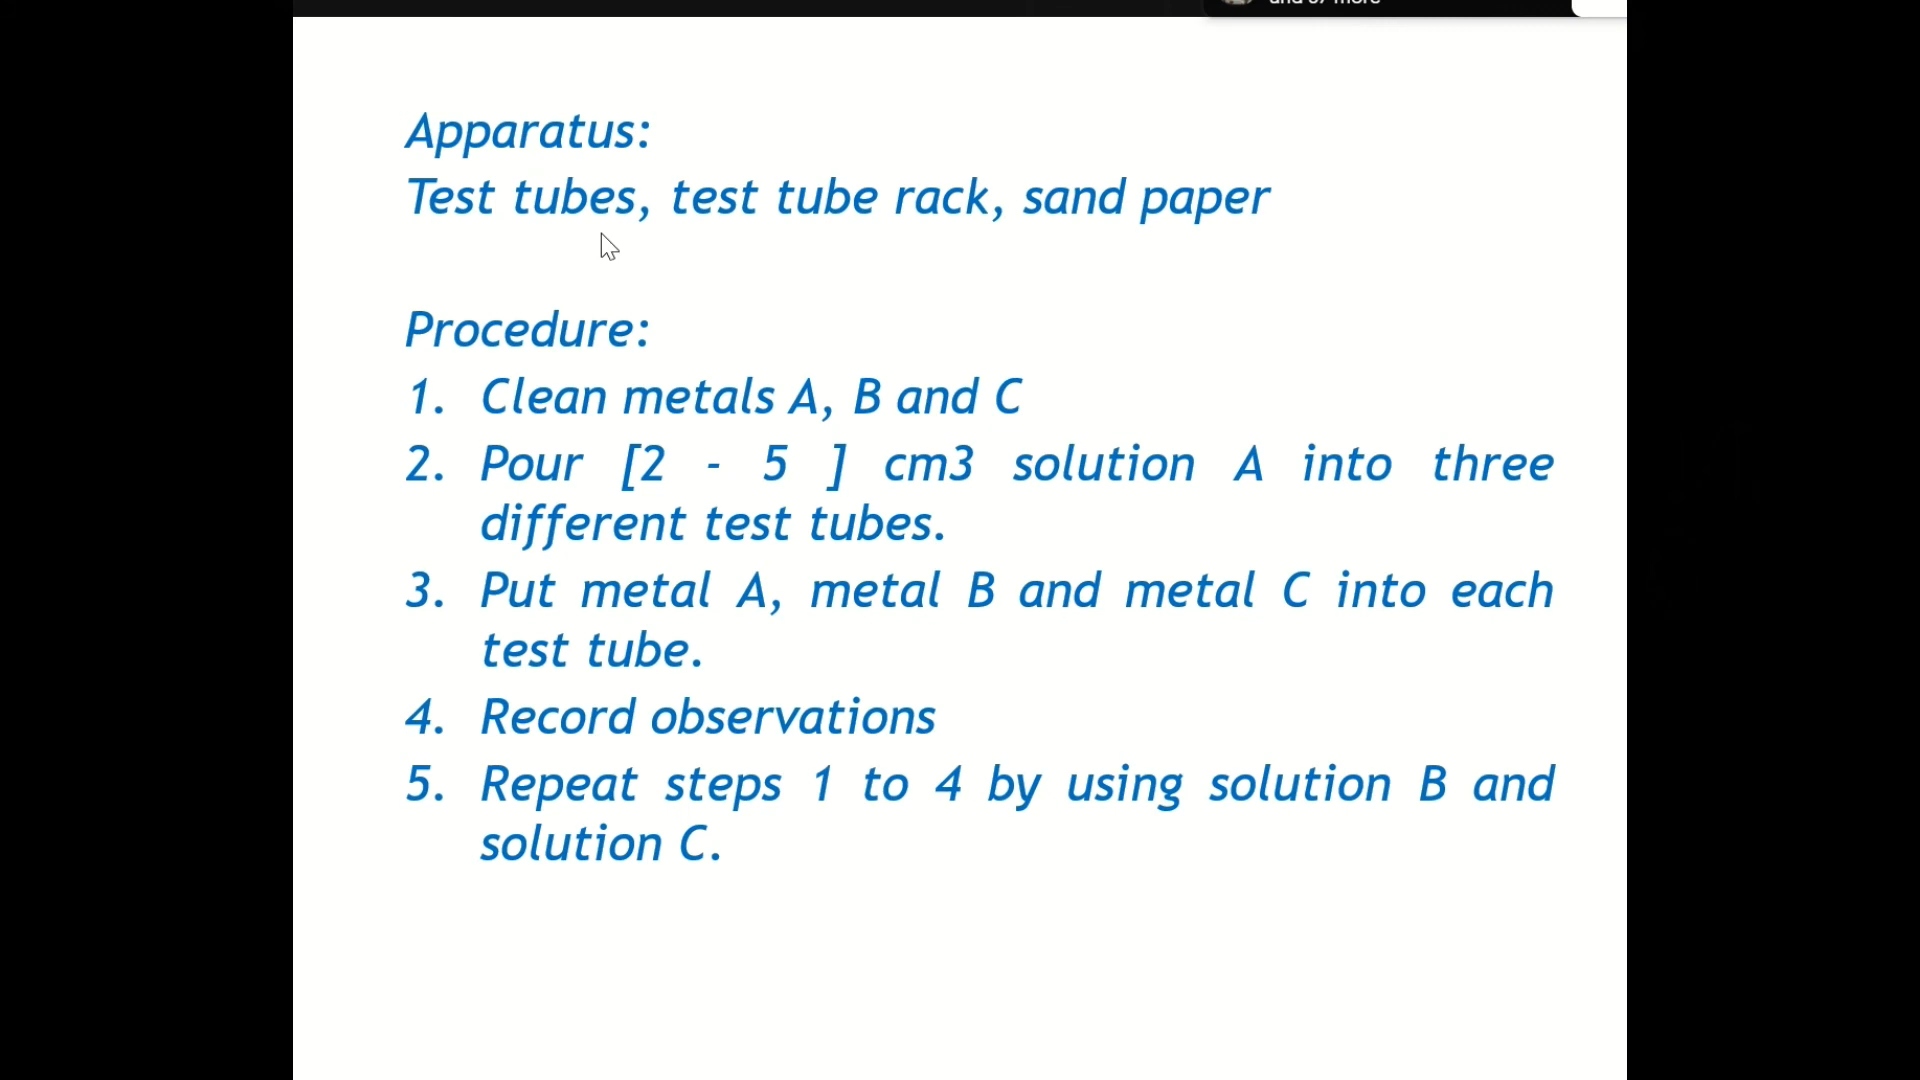 Apparatus:
Test tubes, test tube rack, sand paper
Procedure:
1. Clean metals A, B and C
2. Pour [2 - 5 ] cm3 solution A into three
different test tubes.
3. Put metal A, metal B and metal C into each
test tube.
4. Record observations
5. Repeat steps 1 to 4 by using solution B and
solution C.